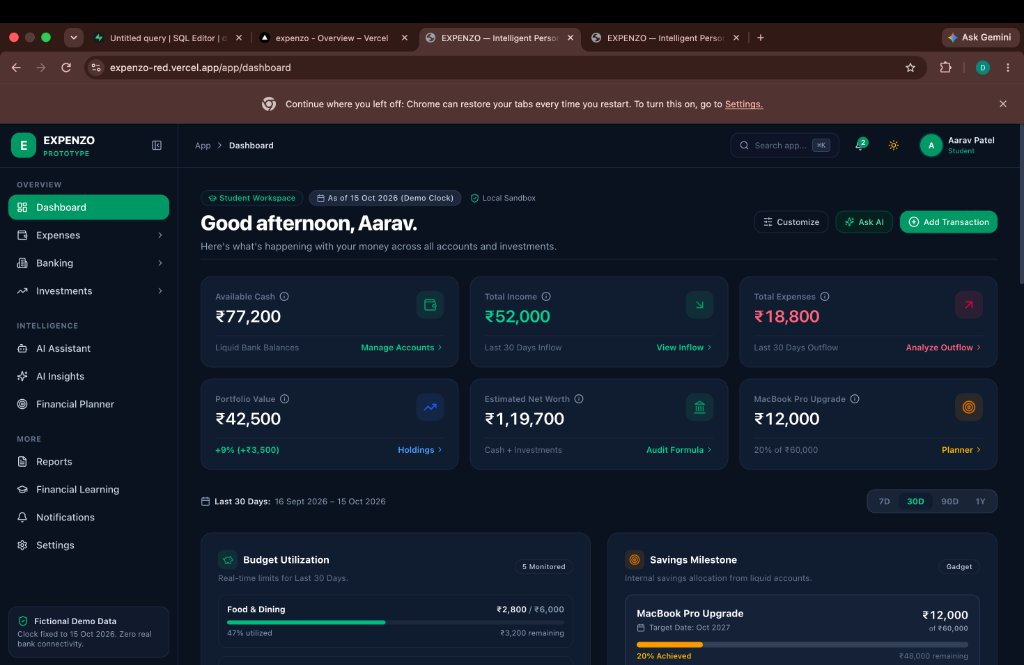 Untitled query | SQL Editor |
expenzo – Overview – Vercel
EXPENZO — Intelligent Perso
EXPENZO — Intelligent Perso
Ask Gemini
expenzo-red.vercel.app/app/dashboard
D
Continue where you left off: Chrome can restore your tabs every time you restart. To turn this on, go to Settings.
E
EXPENZO
PROTOTYPE
App > Dashboard
Search app... ⌘K
2
A
Aarav Patel
Student
OVERVIEW
Dashboard
Expenses
Banking
Investments
INTELLIGENCE
AI Assistant
AI Insights
Financial Planner
MORE
Reports
Financial Learning
Notifications
Settings
Fictional Demo Data
Clock fixed to 15 Oct 2026. Zero real
bank connectivity.
Student Workspace
As of 15 Oct 2026 (Demo Clock)
Local Sandbox
Good afternoon, Aarav.
Here's what's happening with your money across all accounts and investments.
Customize
Ask AI
Add Transaction
Available Cash
₹77,200
Liquid Bank Balances
Manage Accounts >
Total Income
₹52,000
Last 30 Days Inflow
View Inflow >
Total Expenses
₹18,800
Last 30 Days Outflow
Analyze Outflow >
Portfolio Value
₹42,500
+9% (+₹3,500)
Holdings >
Estimated Net Worth
₹1,19,700
Cash + Investments
Audit Formula >
MacBook Pro Upgrade
₹12,000
20% of ₹60,000
Planner >
Last 30 Days: 16 Sept 2026 – 15 Oct 2026
7D 30D 90D 1Y
Budget Utilization
Real-time limits for Last 30 Days.
5 Monitored
Food & Dining
₹2,800 / ₹6,000
47% utilized
₹3,200 remaining
Savings Milestone
Internal savings allocation from liquid accounts.
Gadget
MacBook Pro Upgrade
Target Date: Oct 2027
₹12,000
of ₹60,000
20% Achieved
₹48,000 remaining